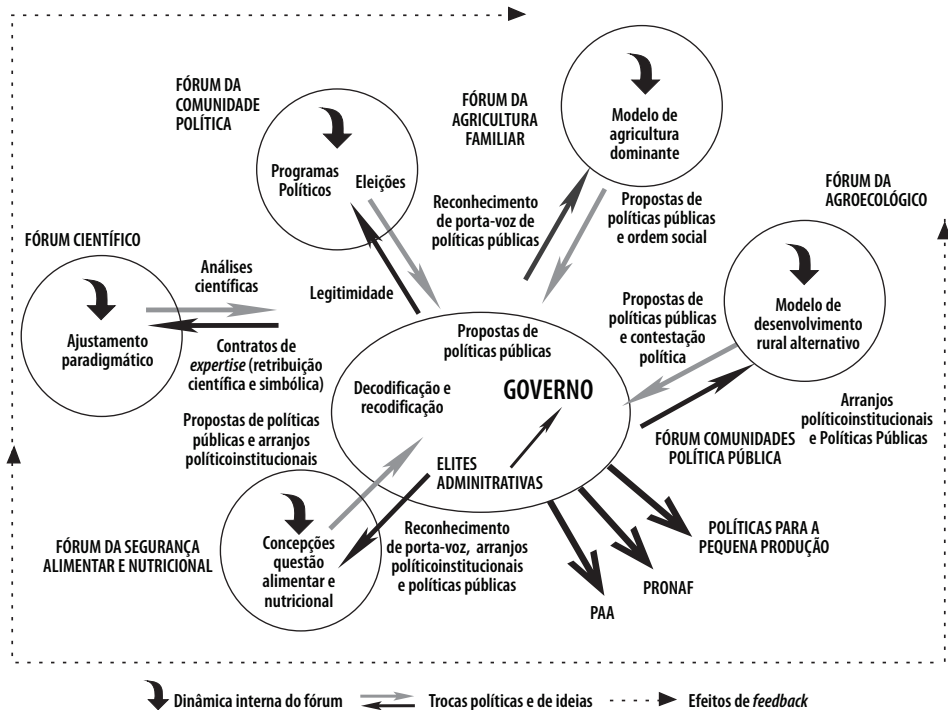 FÓRUM DA
COMUNIDADE
POLÍTICA
Programas
Políticos
Eleições
FÓRUM DA
AGRICULTURA
FAMILIAR
Modelo de
agricultura
dominante
Reconhecimento
de porta-voz de
políticas públicas
Propostas de
políticas públicas
e ordem social
FÓRUM DA
AGROECOLÓGICO
Modelo de
desenvolvimento
rural alternativo
FÓRUM CIENTÍFICO
Ajustamento
paradigmático
Análises
científicas
Legitimidade
Contratos de
expertise (retribuição
científica e simbólica)
Propostas de
políticas públicas
e contestação
política
Propostas de
políticas públicas
Decodificação e
recodificação
GOVERNO
ELITES
ADMINITRATIVAS
Arranjos
políticoinstitucionais
e Políticas Públicas
FÓRUM COMUNIDADES
POLÍTICA PÚBLICA
Propostas de políticas
públicas e arranjos
políticoinstitucionais
FÓRUM DA SEGURANÇA
ALIMENTAR E NUTRICIONAL
Concepções
questão
alimentar e
nutricional
Reconhecimento
de porta-voz, arranjos
políticoinstitucionais
e políticas públicas
POLÍTICAS PARA A
PEQUENA PRODUÇÃO
PRONAF
PAA
Dinâmica interna do fórum
Trocas políticas e de ideias
Efeitos de feedback